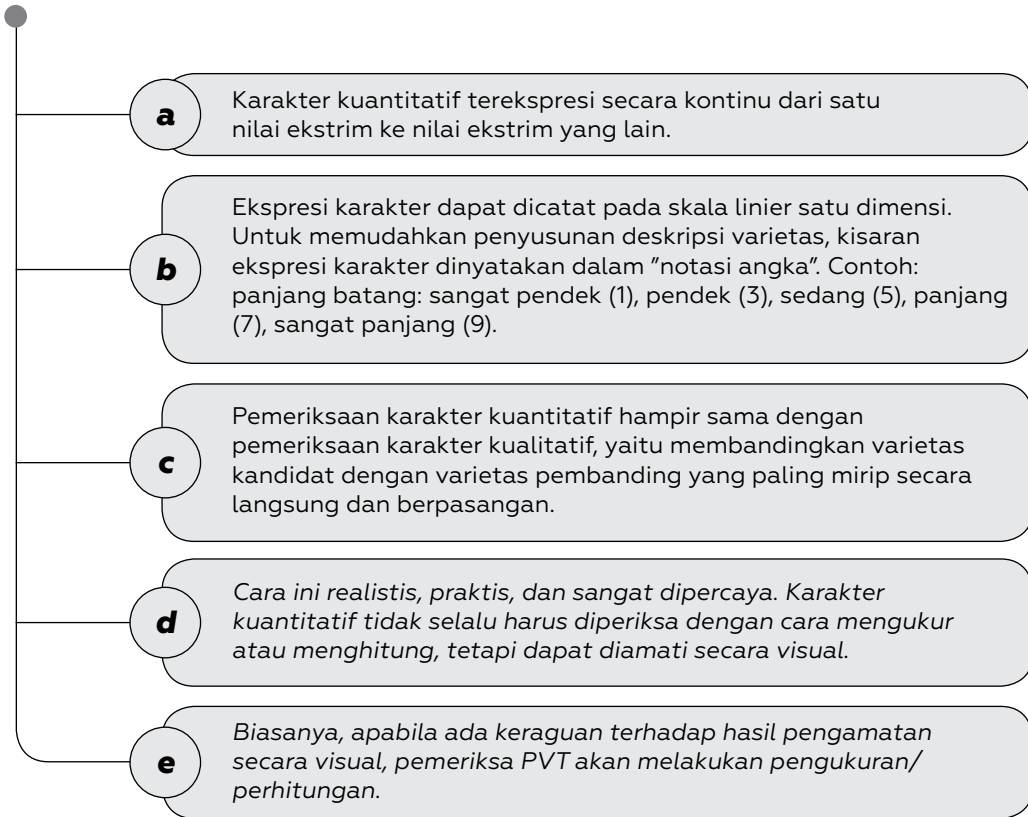 a
Karakter kuantitatif terekspresi secara kontinu dari satu
nilai ekstrim ke nilai ekstrim yang lain.
b
Ekspresi karakter dapat dicatat pada skala linier satu dimensi.
Untuk memudahkan penyusunan deskripsi varietas, kisaran
ekspresi karakter dinyatakan dalam "notasi angka". Contoh:
panjang batang: sangat pendek (1), pendek (3), sedang (5), panjang
(7), sangat panjang (9).
c
Pemeriksaan karakter kuantitatif hampir sama dengan
pemeriksaan karakter kualitatif, yaitu membandingkan varietas
kandidat dengan varietas pembanding yang paling mirip secara
langsung dan berpasangan.
d
Cara ini realistis, praktis, dan sangat dipercaya. Karakter
kuantitatif tidak selalu harus diperiksa dengan cara mengukur
atau menghitung, tetapi dapat diamati secara visual.
e
Biasanya, apabila ada keraguan terhadap hasil pengamatan
secara visual, pemeriksa PVT akan melakukan pengukuran/
perhitungan.